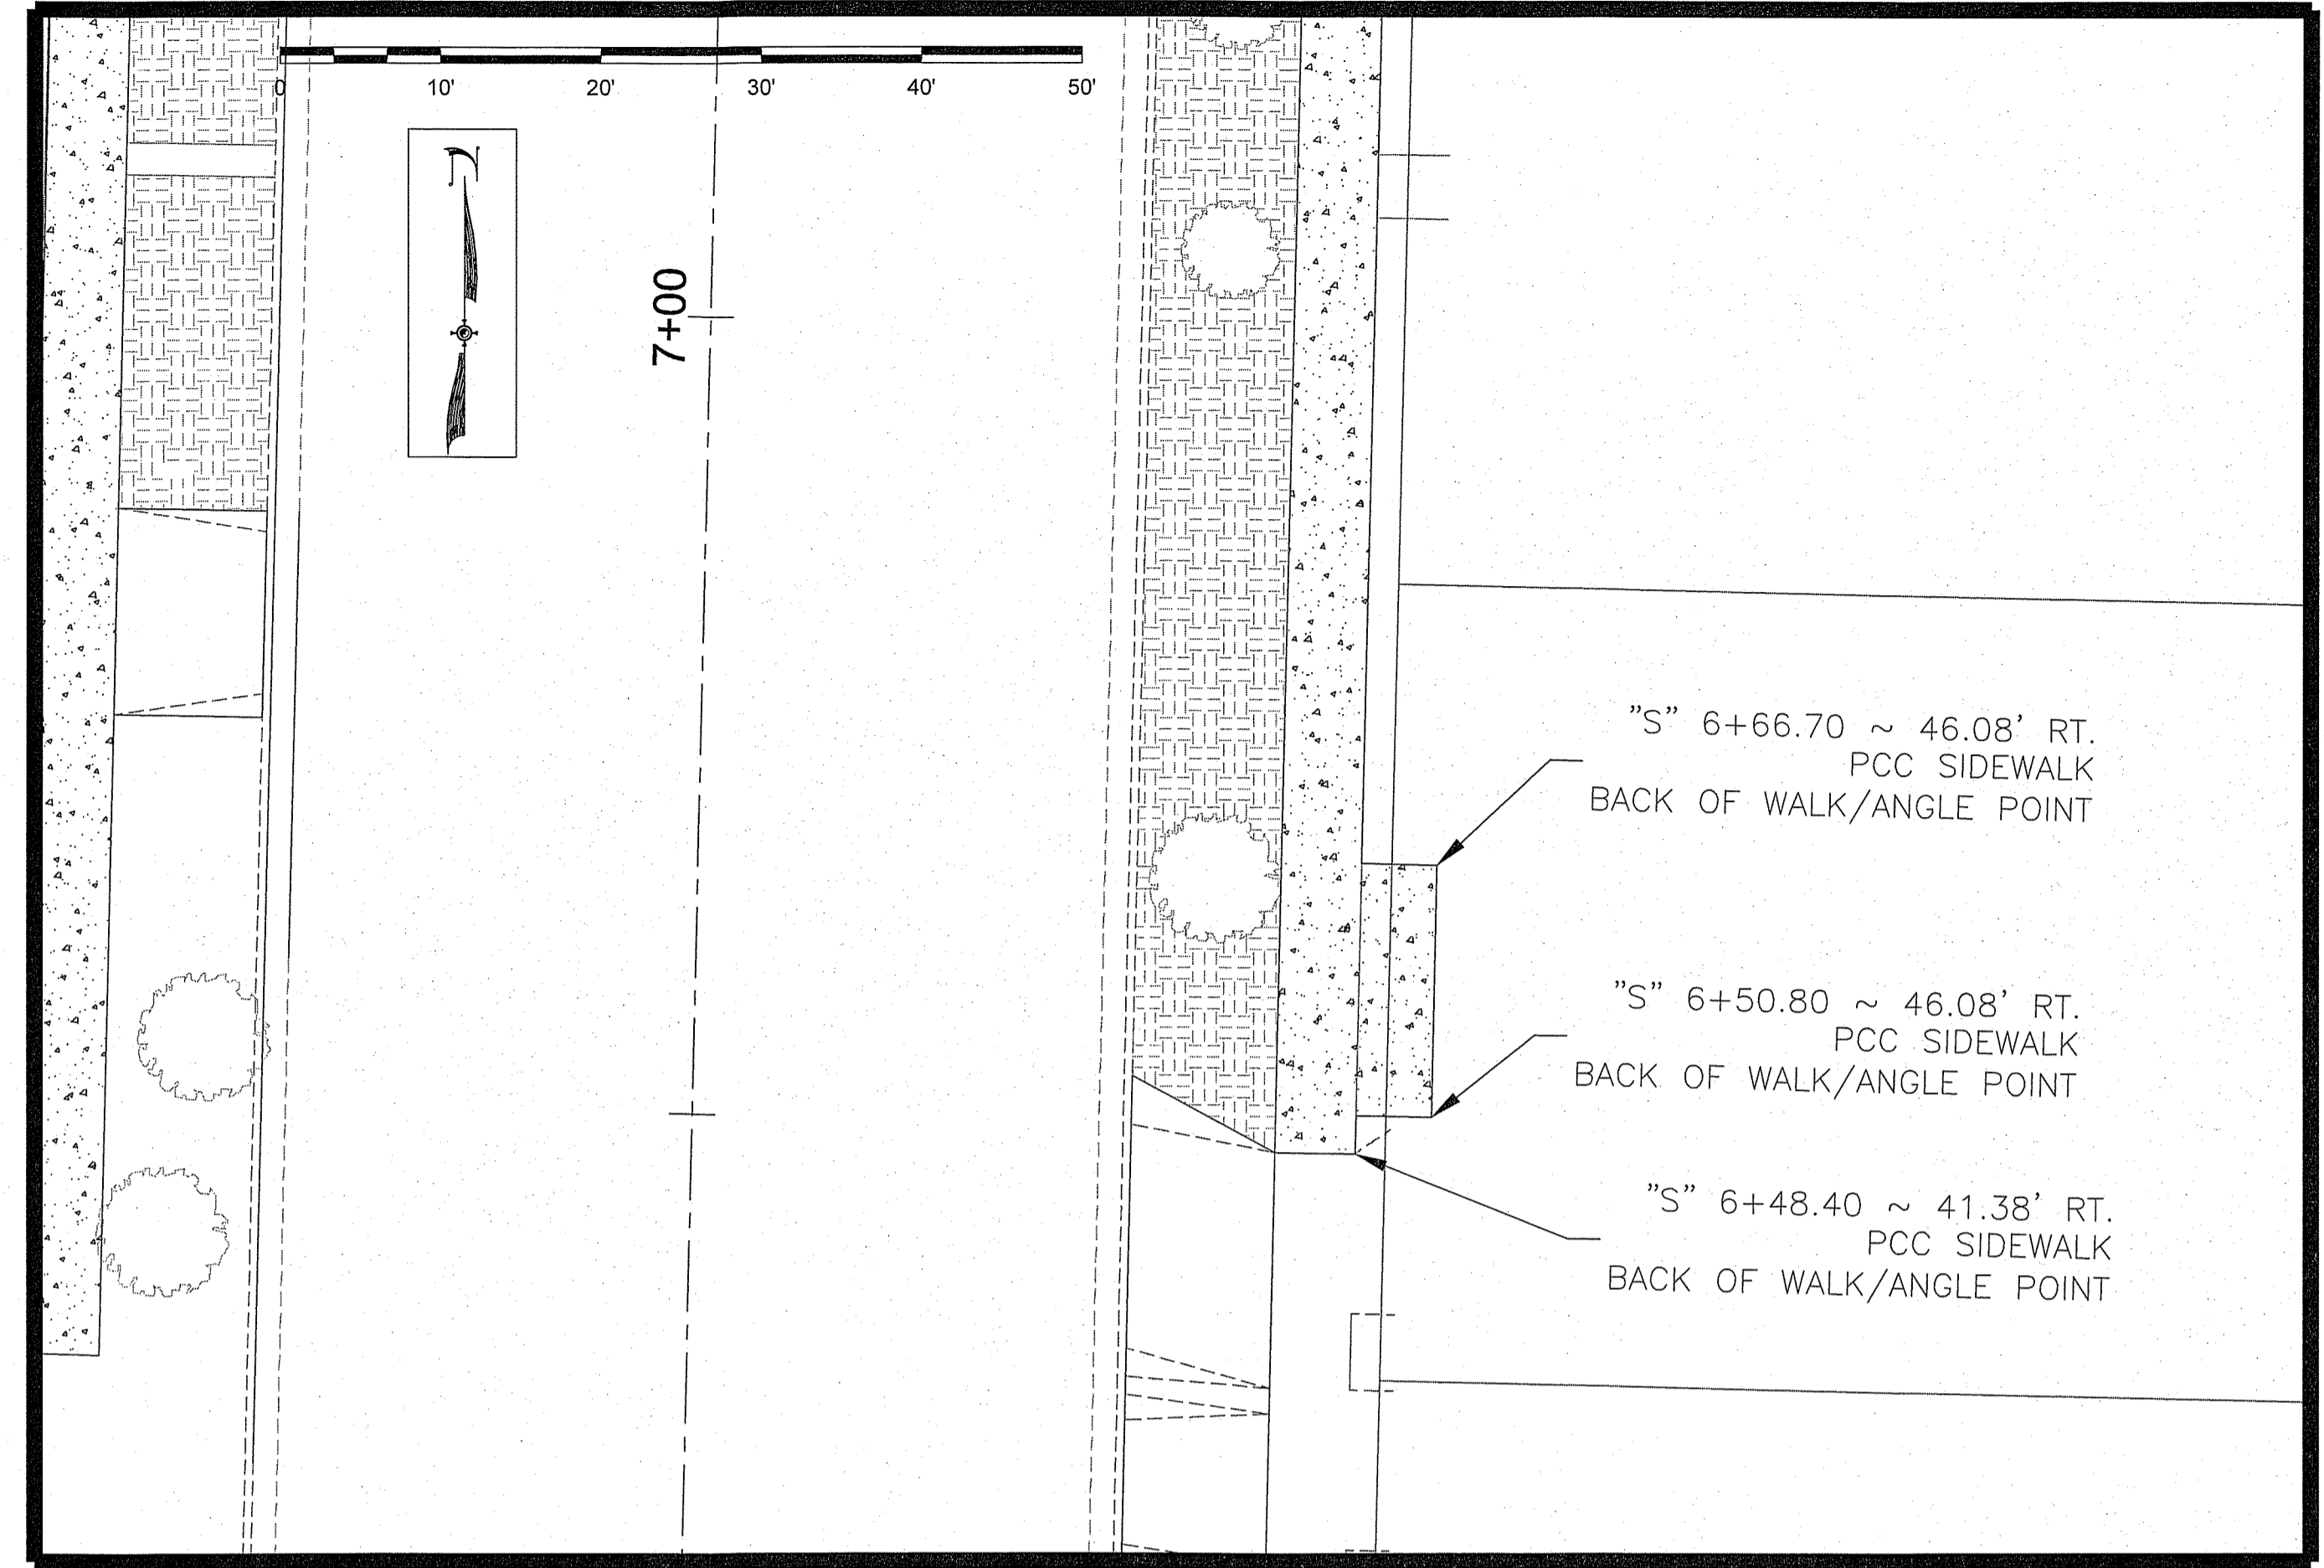 0 10' 20' 30' 40' 50'
7+00
"S" 6+66.70 ~ 46.08' RT.
PCC SIDEWALK
BACK OF WALK/ANGLE POINT
"S" 6+50.80 ~ 46.08' RT.
PCC SIDEWALK
BACK OF WALK/ANGLE POINT
"S" 6+48.40 ~ 41.38' RT.
PCC SIDEWALK
BACK OF WALK/ANGLE POINT